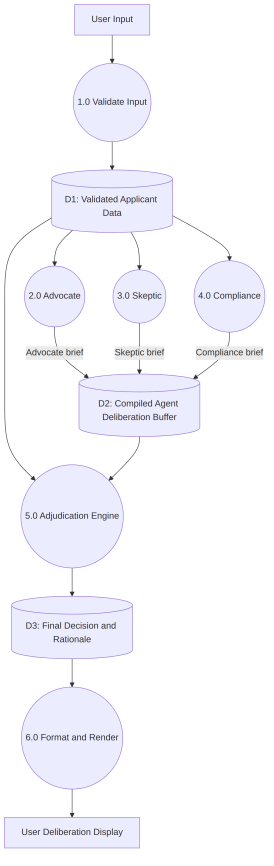 User Input
1.0 Validate Input
D1: Validated Applicant
Data
2.0 Advocate
3.0 Skeptic
4.0 Compliance
Advocate brief
Skeptic brief
Compliance brief
D2: Compiled Agent
Deliberation Buffer
5.0 Adjudication Engine
D3: Final Decision and
Rationale
6.0 Format and Render
User Deliberation Display